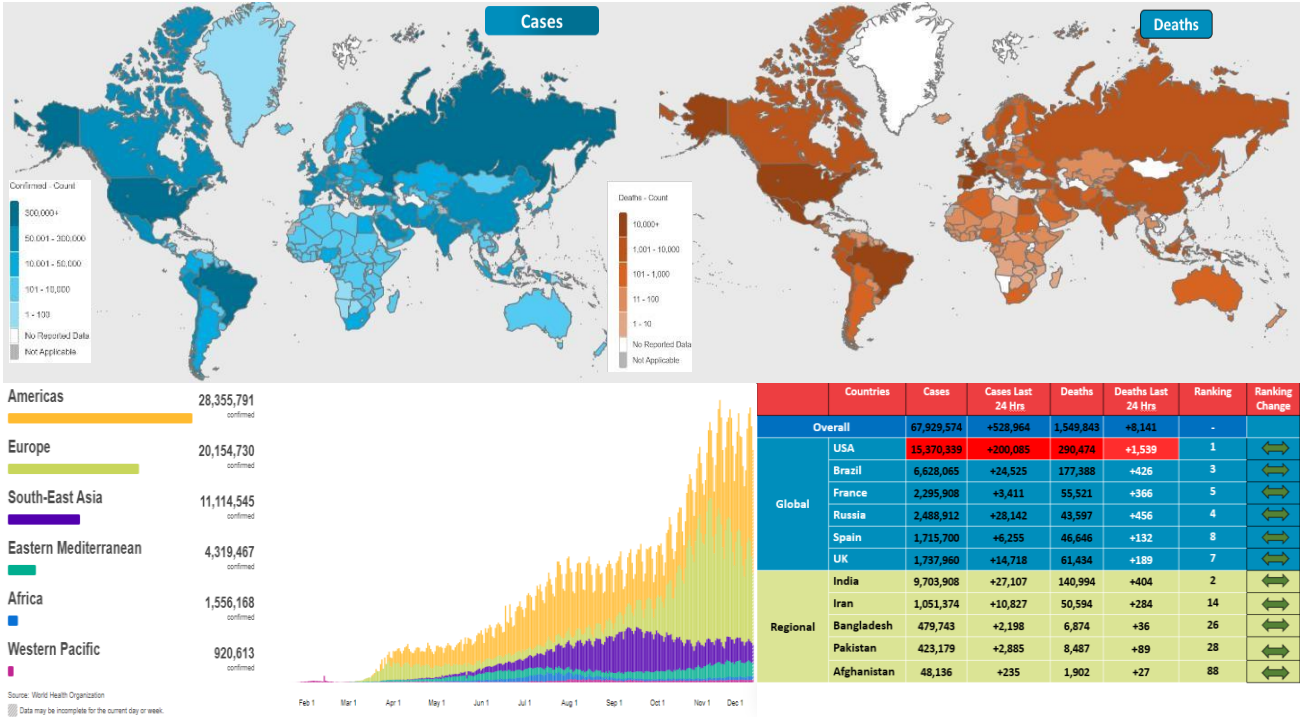 Cases
Deaths
Confirmed - Count
300,000+
50,001 - 300,000
10,001 - 50,000
101 - 10,000
1 - 100
No Reported Data
Not Applicable
Deaths - Count
10,000+
1,001 - 10,000
101 - 1,000
11 - 100
1 - 10
No Reported Data
Not Applicable
Americas 28,355,791
confirmed
Europe 20,154,730
confirmed
South-East Asia 11,114,545
confirmed
Eastern Mediterranean 4,319,467
confirmed
Africa 1,556,168
confirmed
Western Pacific 920,613
confirmed
Source: World Health Organization
Data may be incomplete for the current day or week.
Feb 1 Mar 1 Apr 1 May 1 Jun 1 Jul 1 Aug 1 Sep 1 Oct 1 Nov 1 Dec 1
Countries Cases Cases Last 24 Hrs Deaths Deaths Last 24 Hrs Ranking Ranking Change
Overall 67,929,574 +528,964 1,549,843 +8,141 -
Global
USA 15,370,339 +200,085 290,474 +1,539 1
Brazil 6,628,065 +24,525 177,388 +426 3
France 2,295,908 +3,411 55,521 +366 5
Russia 2,488,912 +28,142 43,597 +456 4
Spain 1,715,700 +6,255 46,646 +132 8
UK 1,737,960 +14,718 61,434 +189 7
Regional
India 9,703,908 +27,107 140,994 +404 2
Iran 1,051,374 +10,827 50,594 +284 14
Bangladesh 479,743 +2,198 6,874 +36 26
Pakistan 423,179 +2,885 8,487 +89 28
Afghanistan 48,136 +235 1,902 +27 88